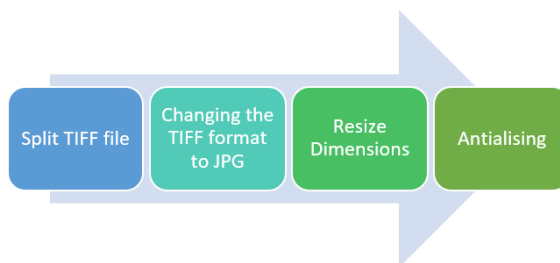 Split TIFF file
Changing the
TIFF format
to JPG
Resize
Dimensions
Antialising